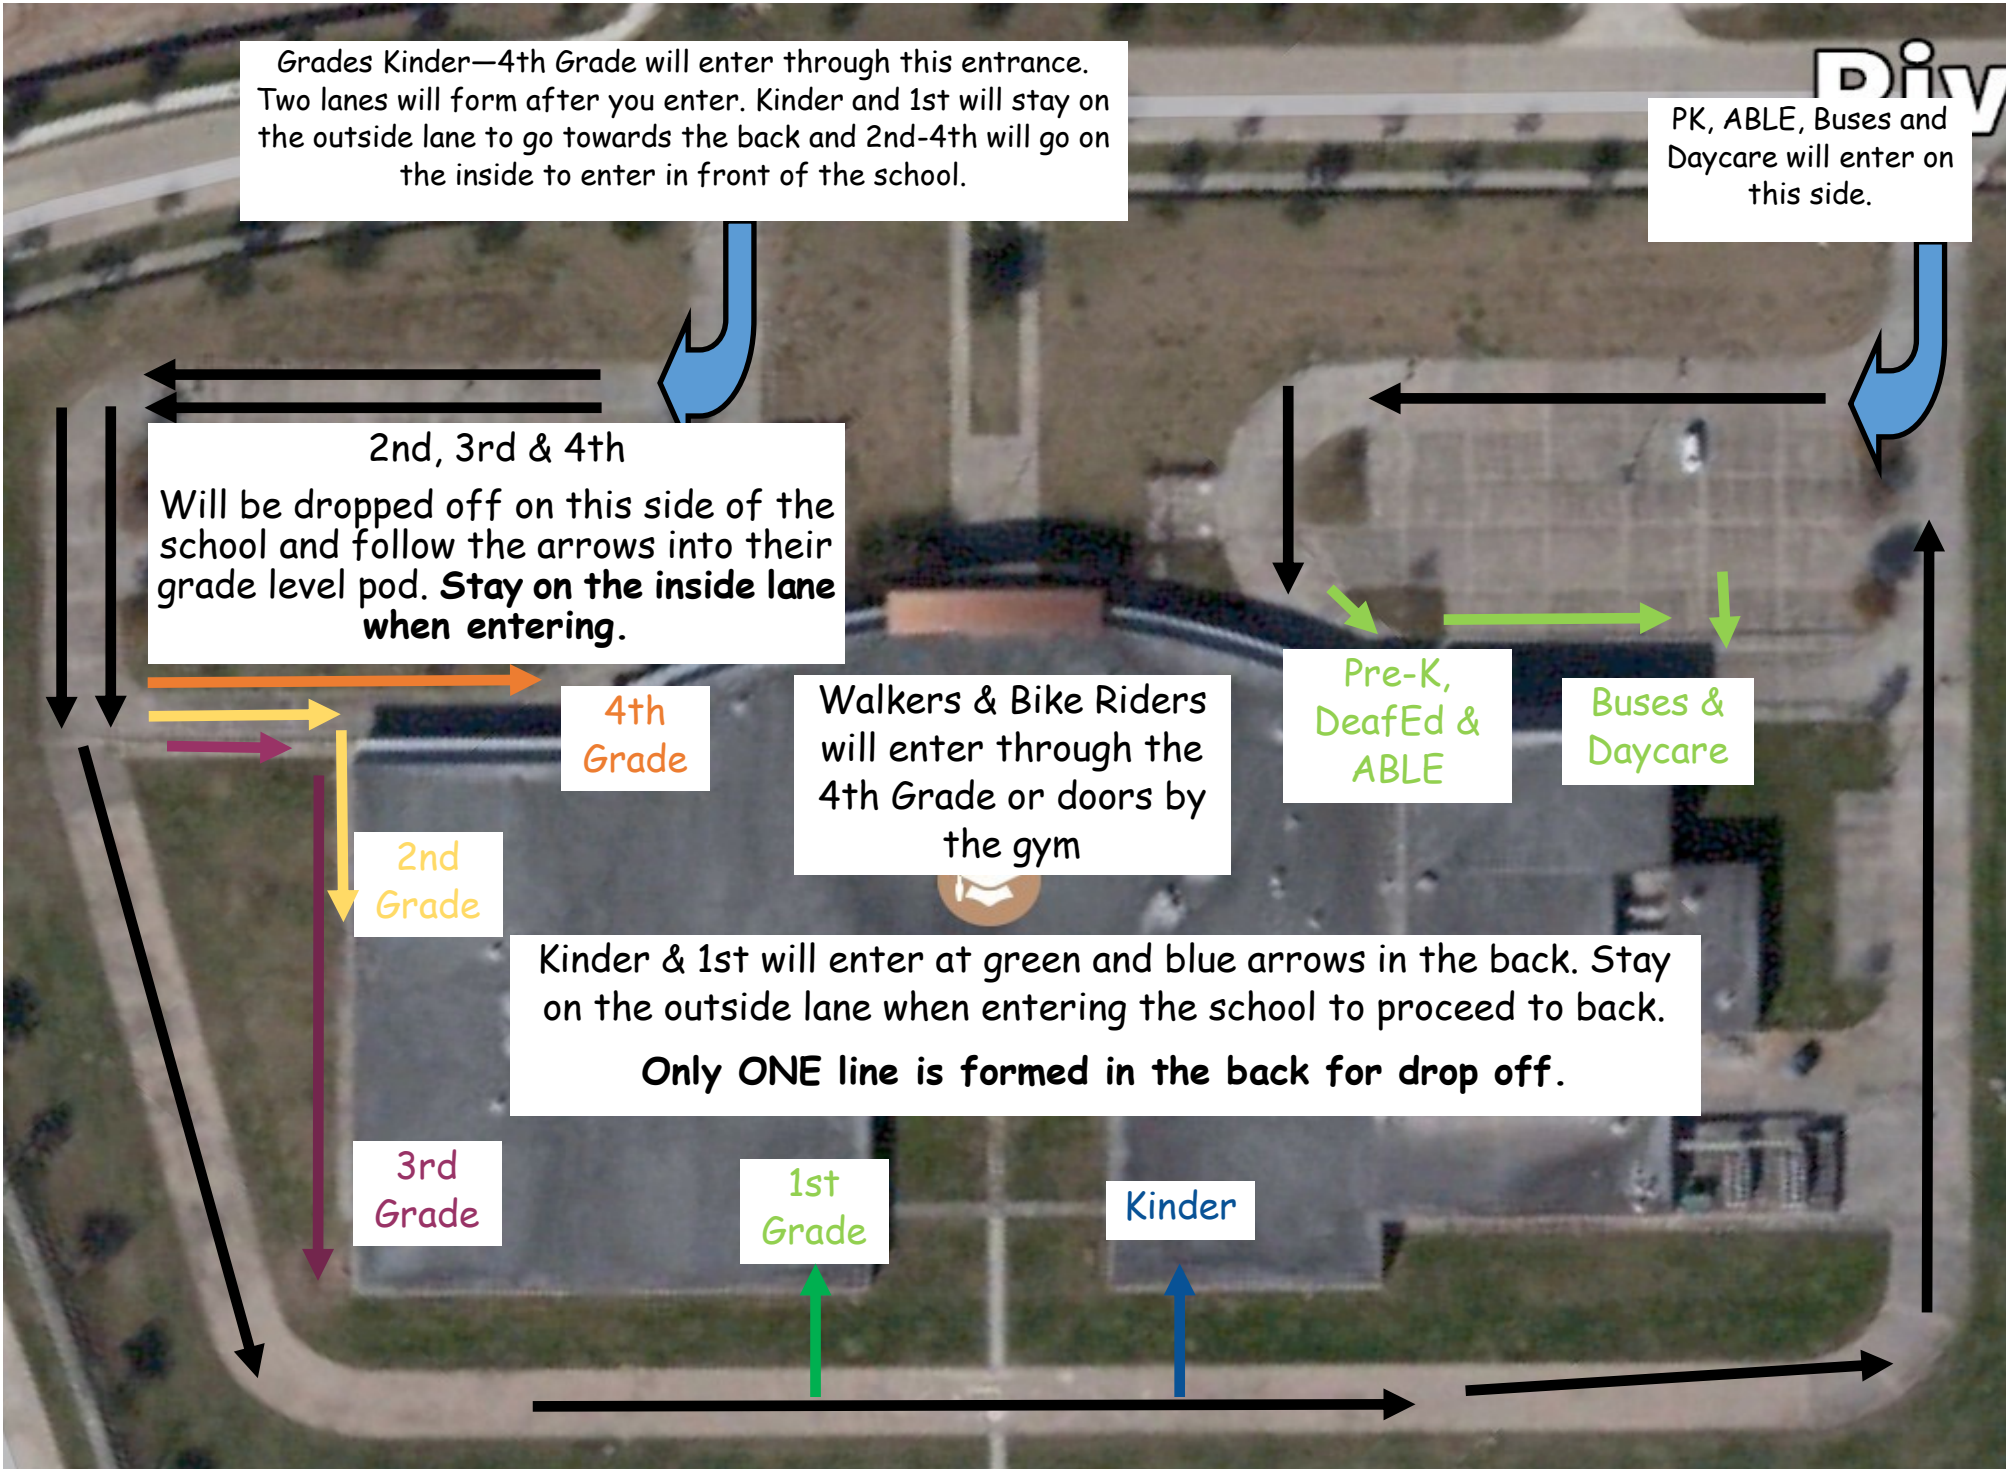 Grades Kinder—4th Grade will enter through this entrance.
Two lanes will form after you enter. Kinder and 1st will stay on
the outside lane to go towards the back and 2nd-4th will go on
the inside to enter in front of the school.
Riv
PK, ABLE, Buses and
Daycare will enter on
this side.
2nd, 3rd & 4th
Will be dropped off on this side of the
school and follow the arrows into their
grade level pod. Stay on the inside lane
when entering.
4th
Grade
Walkers & Bike Riders
will enter through the
4th Grade or doors by
the gym
Pre-K,
DeafEd &
ABLE
Buses &
Daycare
2nd
Grade
Kinder & 1st will enter at green and blue arrows in the back. Stay
on the outside lane when entering the school to proceed to back.
Only ONE line is formed in the back for drop off.
3rd
Grade
1st
Grade
Kinder